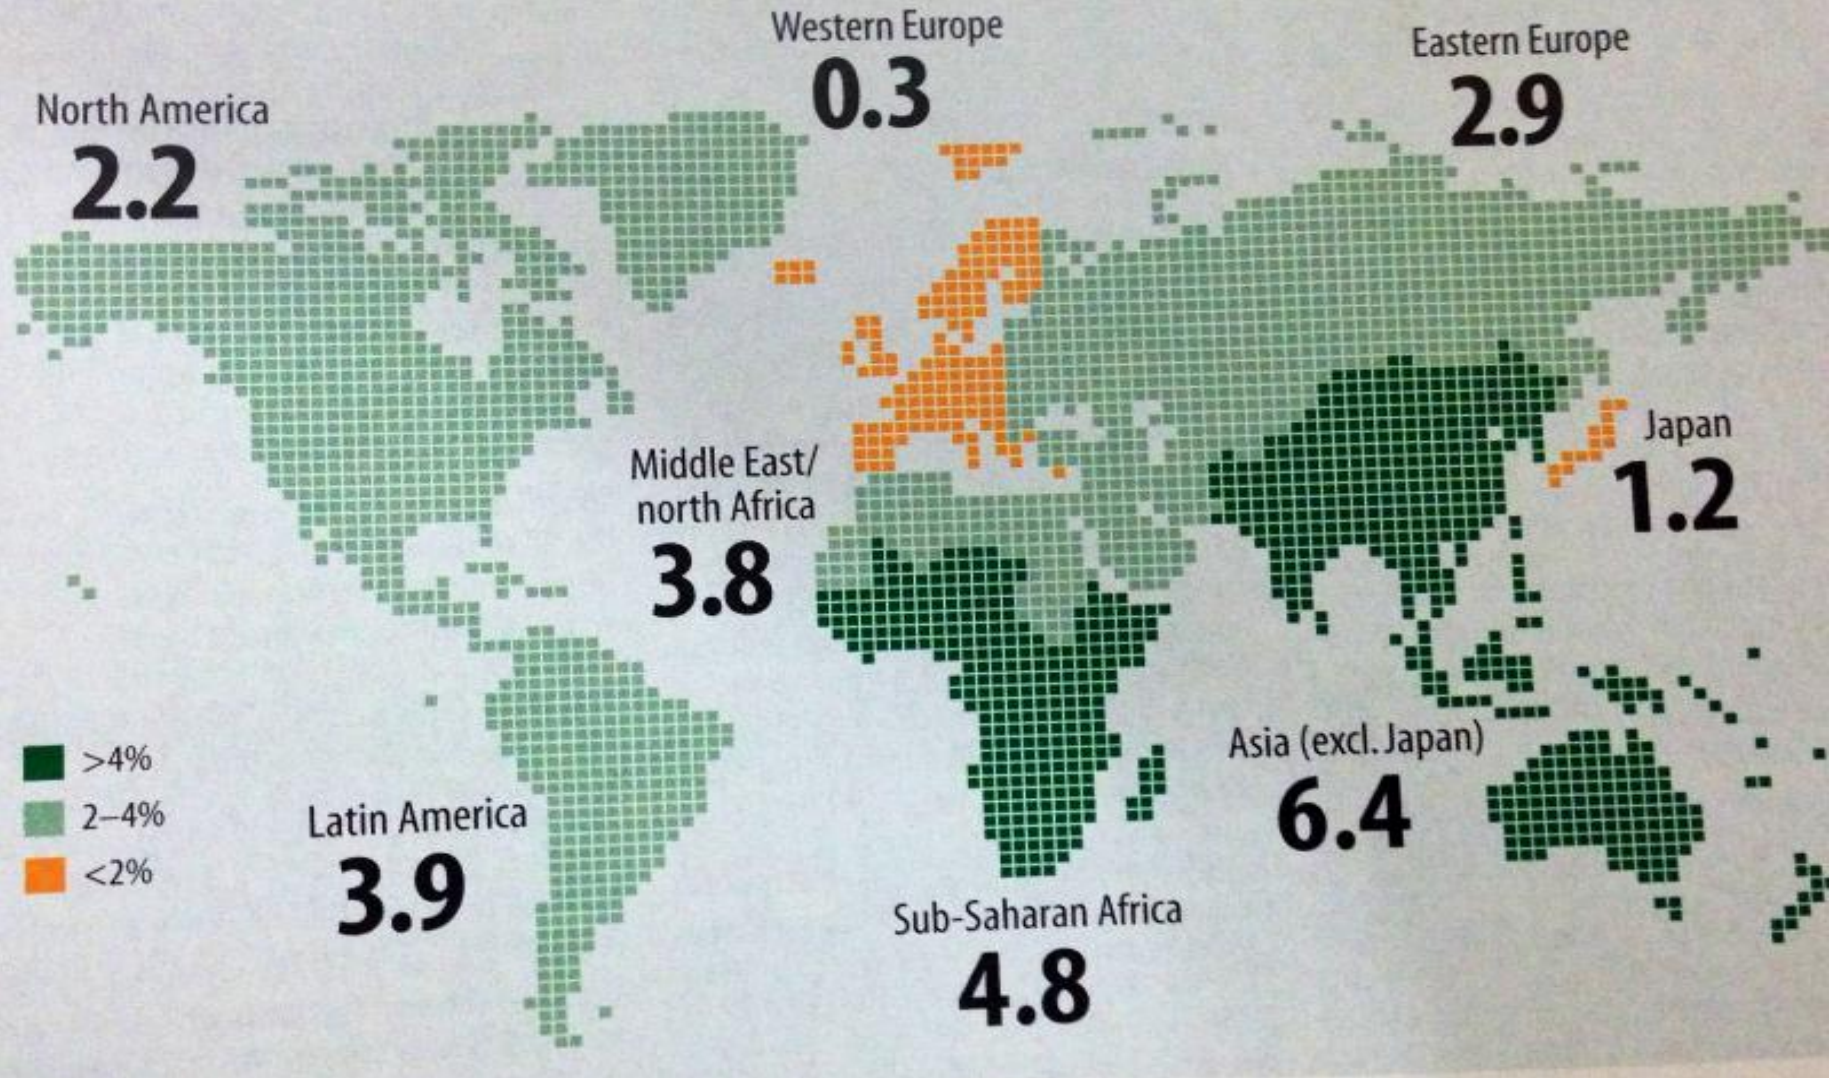 Western Europe
0.3
Eastern Europe
2.9
North America
2.2
Japan
1.2
Middle East/
north Africa
3.8
Asia (excl. Japan)
6.4
>4%
2–4%
<2%
Latin America
3.9
Sub-Saharan Africa
4.8